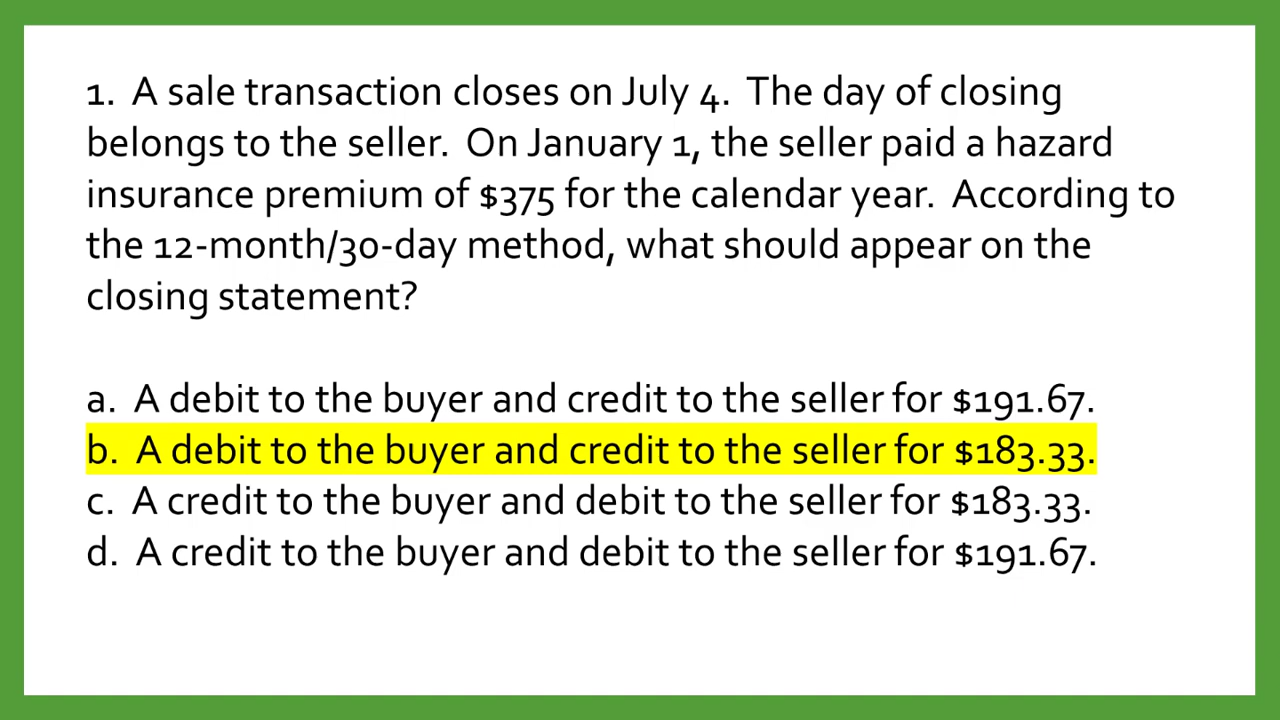 1. A sale transaction closes on July 4. The day of closing
belongs to the seller. On January 1, the seller paid a hazard
insurance premium of $375 for the calendar year. According to
the 12-month/30-day method, what should appear on the
closing statement?
a. A debit to the buyer and credit to the seller for $191.67.
b. A debit to the buyer and credit to the seller for $183.33.
c. A credit to the buyer and debit to the seller for $183.33.
d. A credit to the buyer and debit to the seller for $191.67.